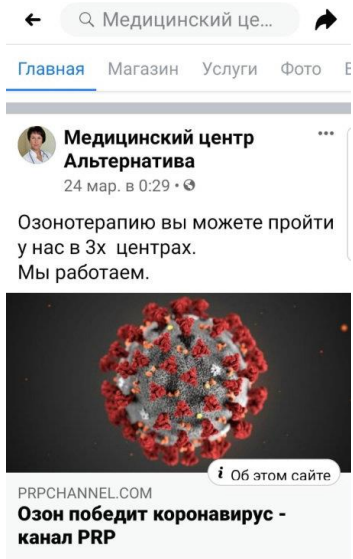 Медицинский це...
Главная Магазин Услуги Фото
Медицинский центр
Альтернатива
24 мар. в 0:29
Озонотерапию вы можете пройти
у нас в 3х центрах.
Мы работаем.
i Об этом сайте
PRPCHANNEL.COM
Озон победит коронавирус -
канал PRP